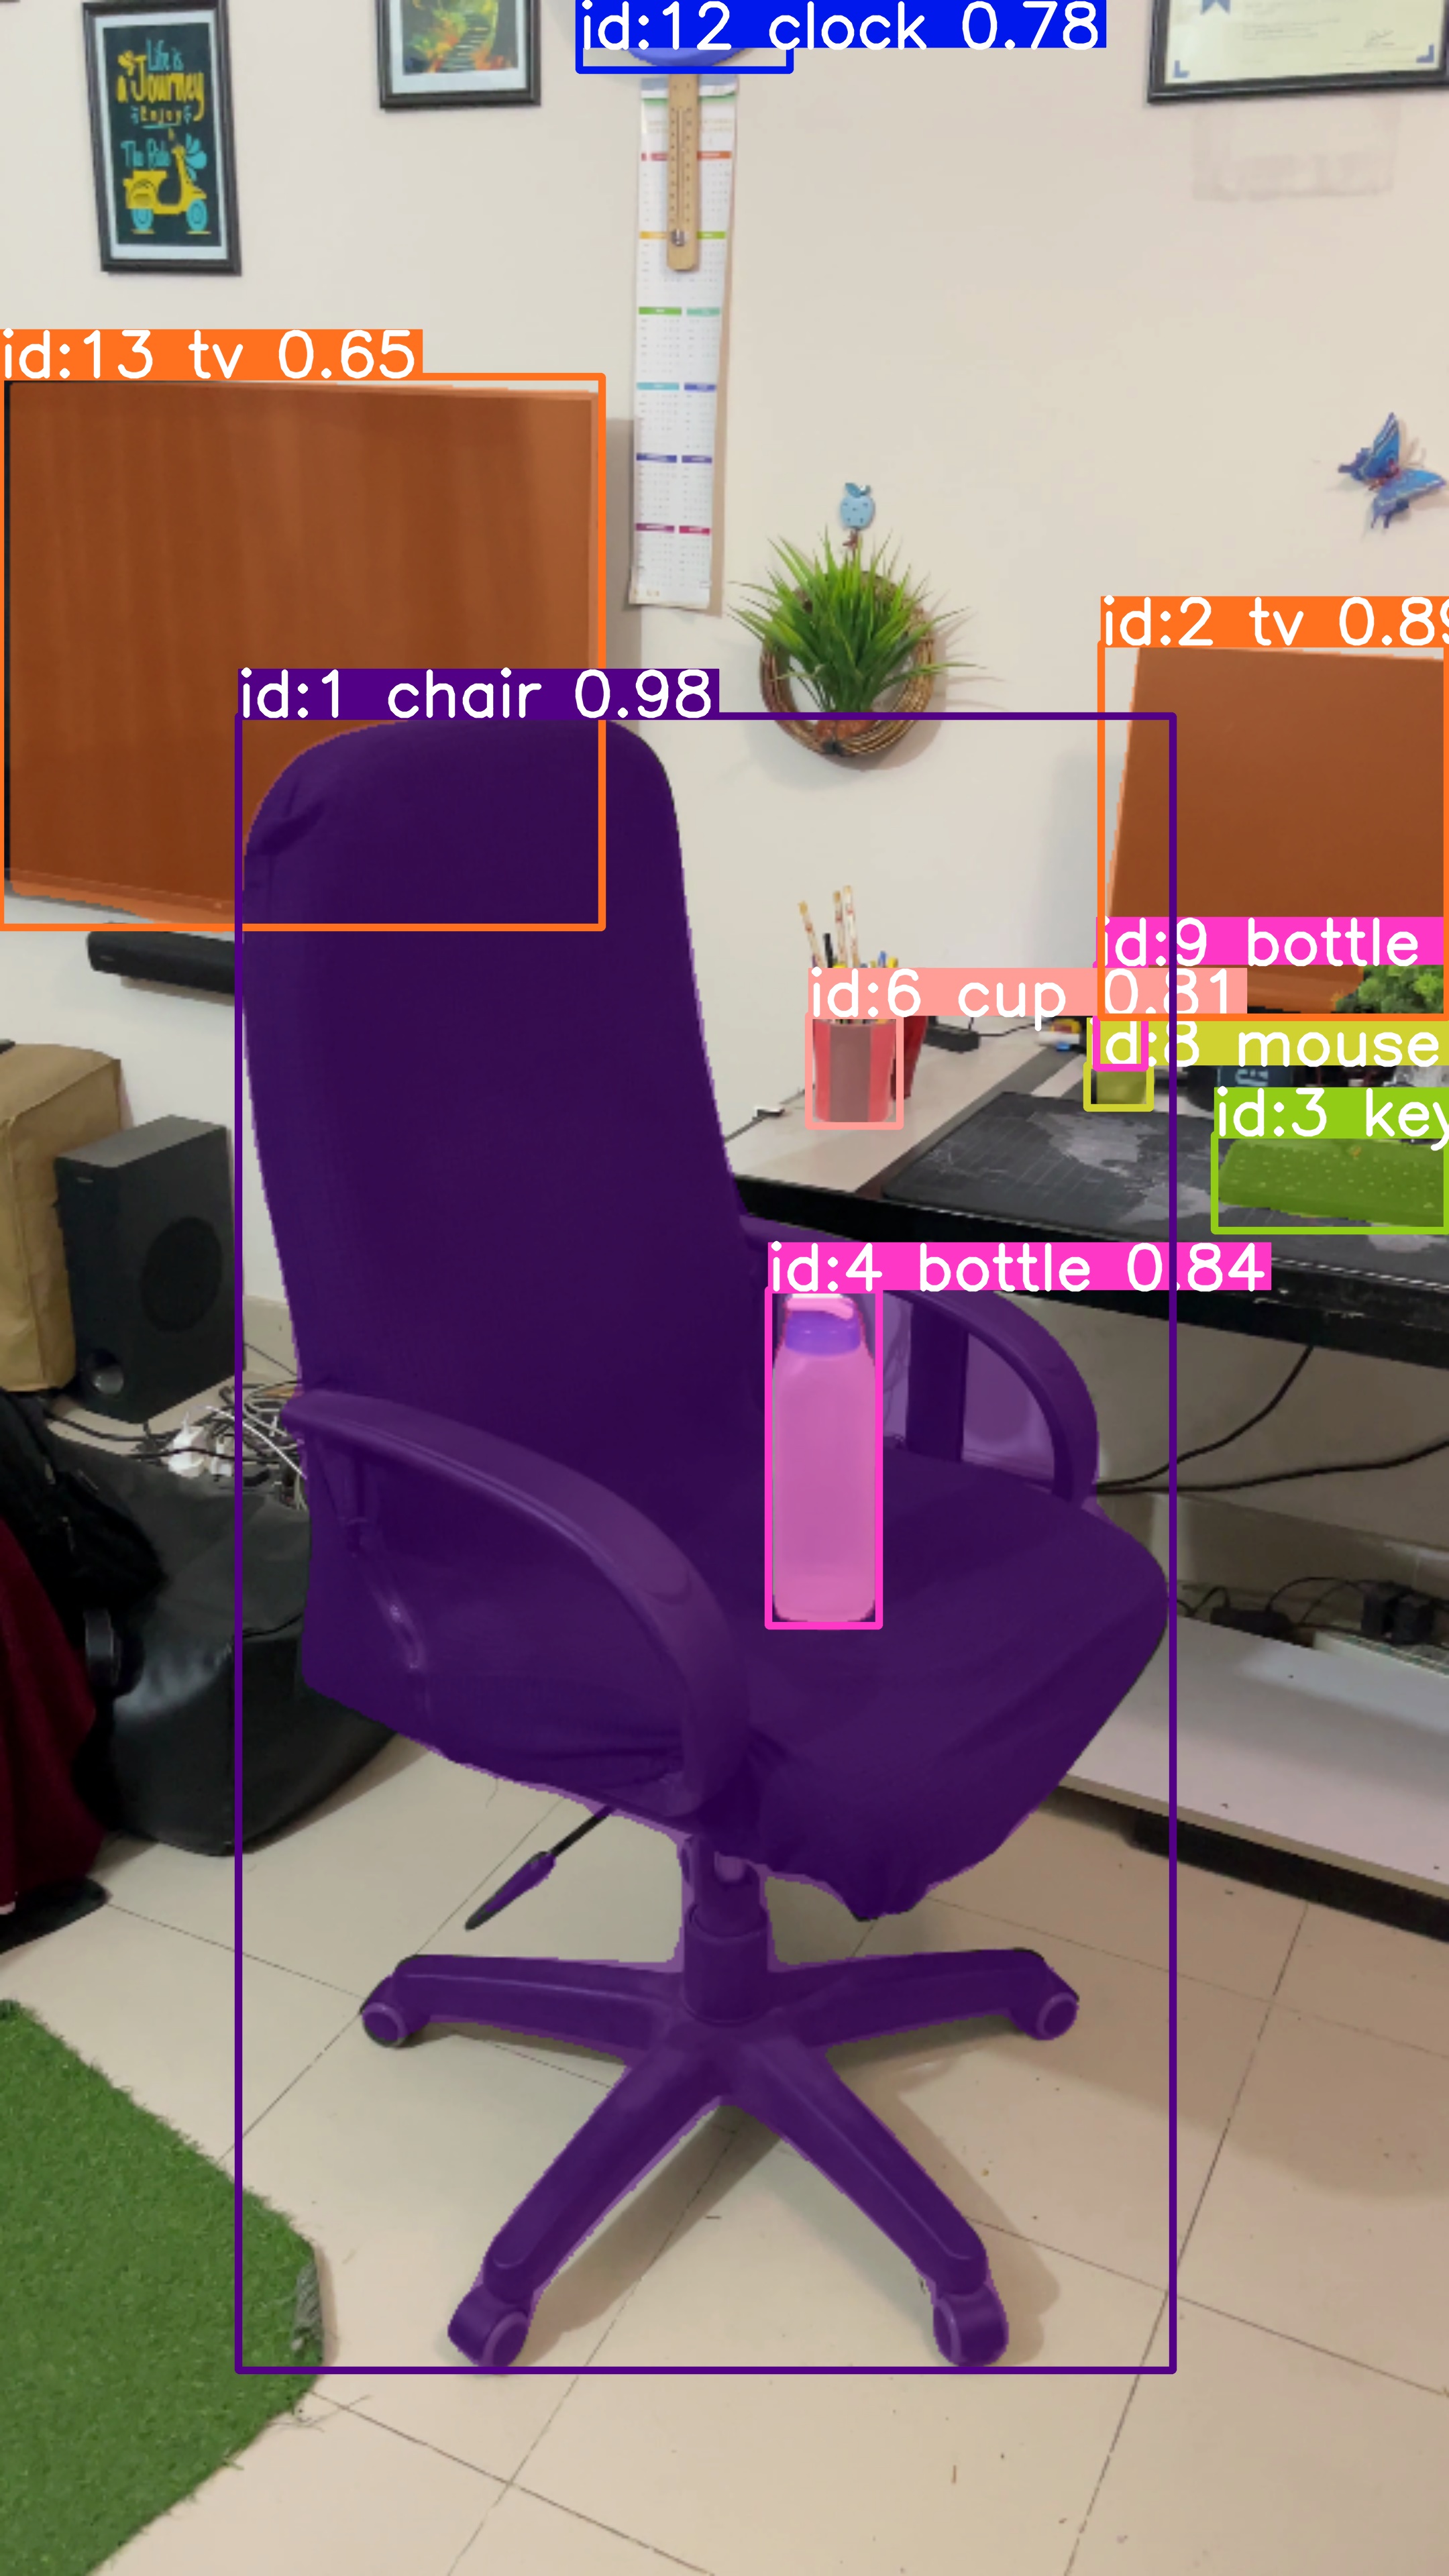 id:12 clock 0.78
Life is
a Journey
Enjoy
The Ride
id:13 tv 0.65
id:2 tv 0.89
id:1 chair 0.98
id:9 bottle
id:6 cup 0.81
id:8 mouse
id:3 key
id:4 bottle 0.84